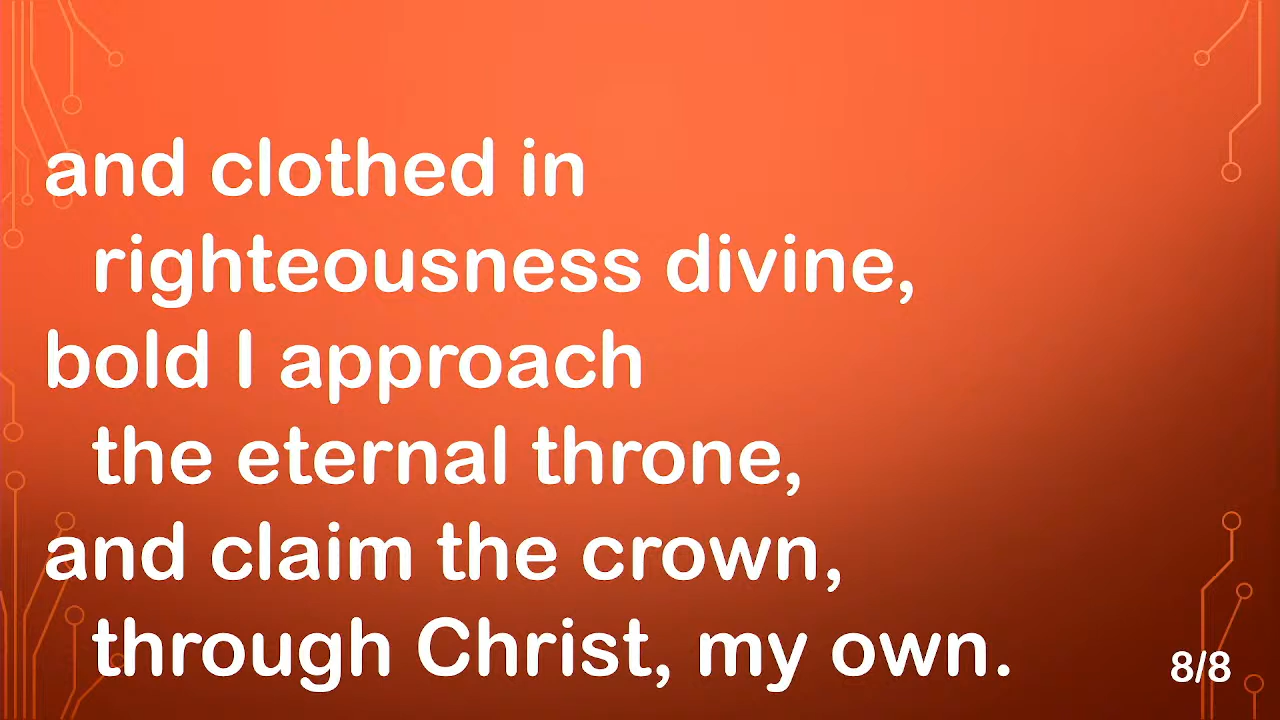 and clothed in
righteousness divine,
bold I approach
the eternal throne,
and claim the crown,
through Christ, my own.
8/8